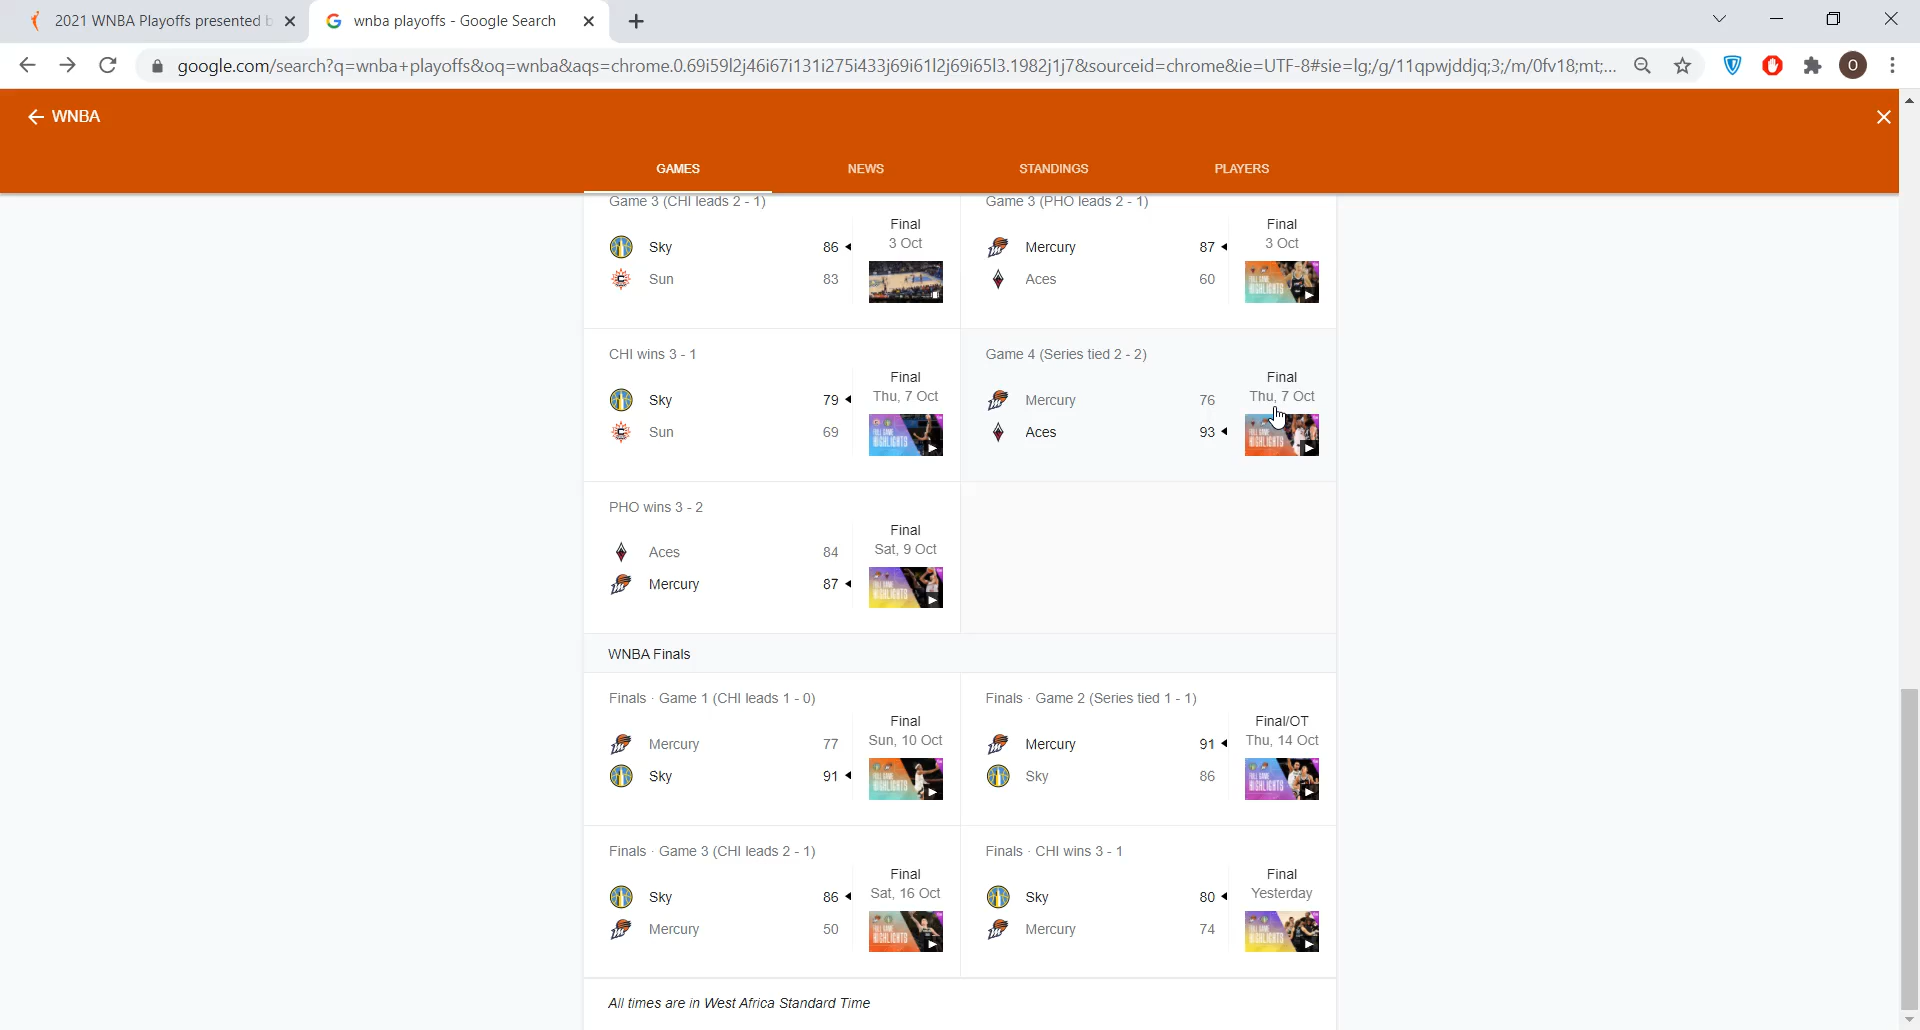 2021 WNBA Playoffs presented b
wnba playoffs - Google Search
google.com/search?q=wnba+playoffs&oq=wnba&aqs=chrome.0.69i59l2j46i67i131i275i433j69i61l2j69i65l3.1982j1j7&sourceid=chrome&ie=UTF-8#sie=lg;/g/11qpwjddjq;3;/m/0fv18;mt;...
O
WNBA
GAMES NEWS STANDINGS PLAYERS
Game 3 (CHI leads 2 - 1)
Final
3 Oct
Sky 86
Sun 83
Game 3 (PHO leads 2 - 1)
Final
3 Oct
Mercury 87
Aces 60
CHI wins 3 - 1
Final
Thu, 7 Oct
Sky 79
Sun 69
Game 4 (Series tied 2 - 2)
Final
Thu, 7 Oct
Mercury 76
Aces 93
PHO wins 3 - 2
Final
Sat, 9 Oct
Aces 84
Mercury 87
WNBA Finals
Finals · Game 1 (CHI leads 1 - 0)
Final
Sun, 10 Oct
Mercury 77
Sky 91
Finals · Game 2 (Series tied 1 - 1)
Final/OT
Thu, 14 Oct
Mercury 91
Sky 86
Finals · Game 3 (CHI leads 2 - 1)
Final
Sat, 16 Oct
Sky 86
Mercury 50
Finals · CHI wins 3 - 1
Final
Yesterday
Sky 80
Mercury 74
All times are in West Africa Standard Time